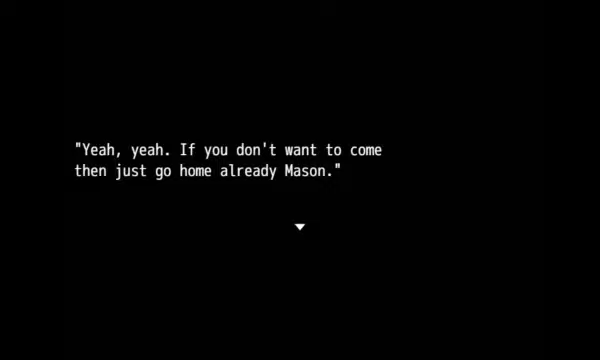 "Yeah, yeah. If you don't want to come
then just go home already Mason."